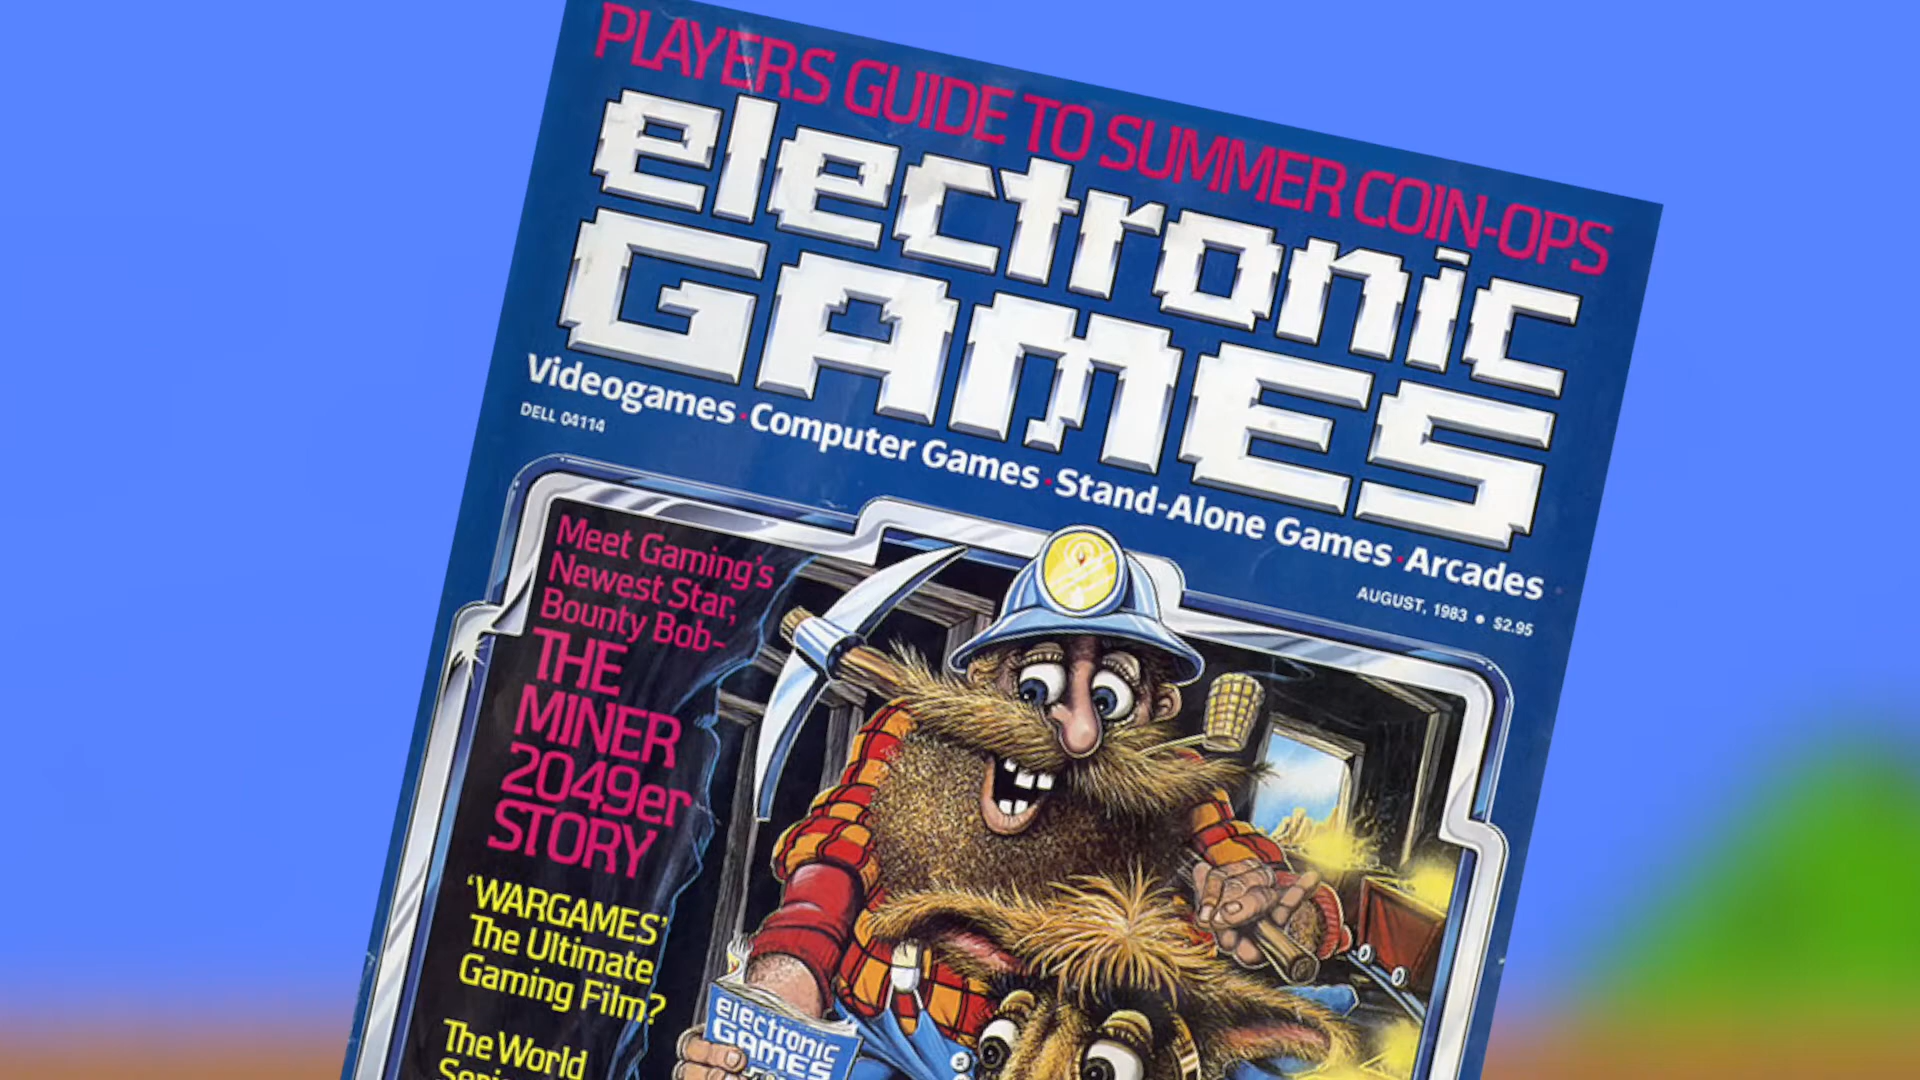 PLAYERS GUIDE TO SUMMER COIN-OPS
electronic
GAMES
Videogames · Computer Games · Stand-Alone Games · Arcades
DELL 04114
AUGUST, 1983 • $2.95
Meet Gaming's
Newest Star,
Bounty Bob-
THE
MINER
2049er
STORY
'WARGAMES'
The Ultimate
Gaming Film?
The World
electronic
GAMES